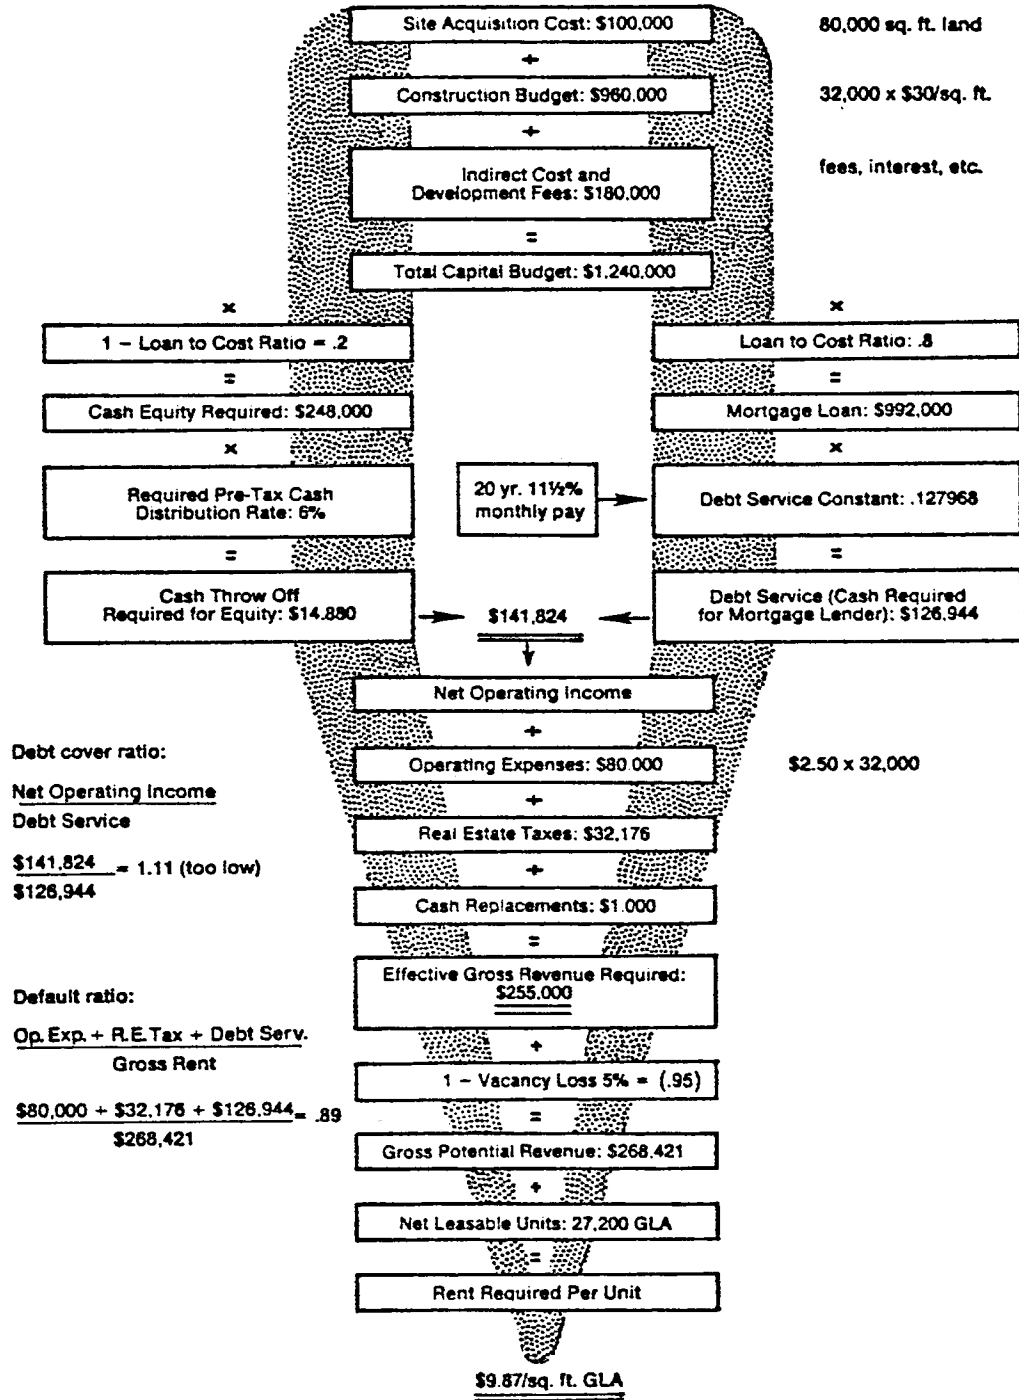 Site Acquisition Cost: $100,000
80,000 sq. ft. land
+
Construction Budget: $960,000
32,000 x $30/sq. ft.
+
Indirect Cost and
Development Fees: $180,000
fees, interest, etc.
=
Total Capital Budget: $1,240,000
×
1 – Loan to Cost Ratio = .2
=
Cash Equity Required: $248,000
×
Required Pre-Tax Cash
Distribution Rate: 6%
=
Cash Throw Off
Required for Equity: $14.880
×
Loan to Cost Ratio: .8
=
Mortgage Loan: $992,000
×
20 yr. 11½%
monthly pay
Debt Service Constant: .127968
=
Debt Service (Cash Required
for Mortgage Lender): $126,944
$141,824
Net Operating Income
+
Operating Expenses: $80.000
$2.50 x 32,000
+
Real Estate Taxes: $32,176
+
Cash Replacements: $1.000
=
Effective Gross Revenue Required:
$255.000
+
1 – Vacancy Loss 5% = (.95)
=
Gross Potential Revenue: $268,421
+
Net Leasable Units: 27,200 GLA
=
Rent Required Per Unit
$9.87/sq. ft. GLA
Debt cover ratio:
Net Operating Income
Debt Service
$141,824 = 1.11 (too low)
$126,944
Default ratio:
Op. Exp. + R.E. Tax + Debt Serv.
Gross Rent
$80,000 + $32,176 + $126,944 = .89
$268,421